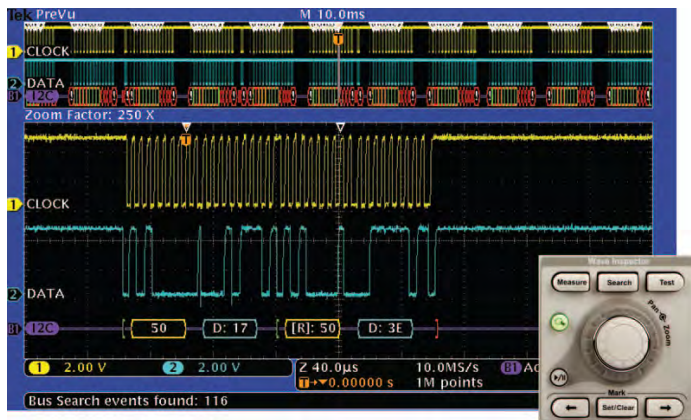 Tek PreVu M 10.0ms
1 CLOCK
2 DATA
B1 I2C
Zoom Factor: 250 X
T
1 CLOCK
2 DATA
B1 I2C 50 D: 17 [R]: 50 D: 3E
1 2.00 V 2 2.00 V Z 40.0µs 10.0MS/s B1
T→▼0.00000 s 1M points
Bus Search events found: 116
Wave Inspector
Measure Search Test
Pan Zoom
Mark
← Set/Clear →